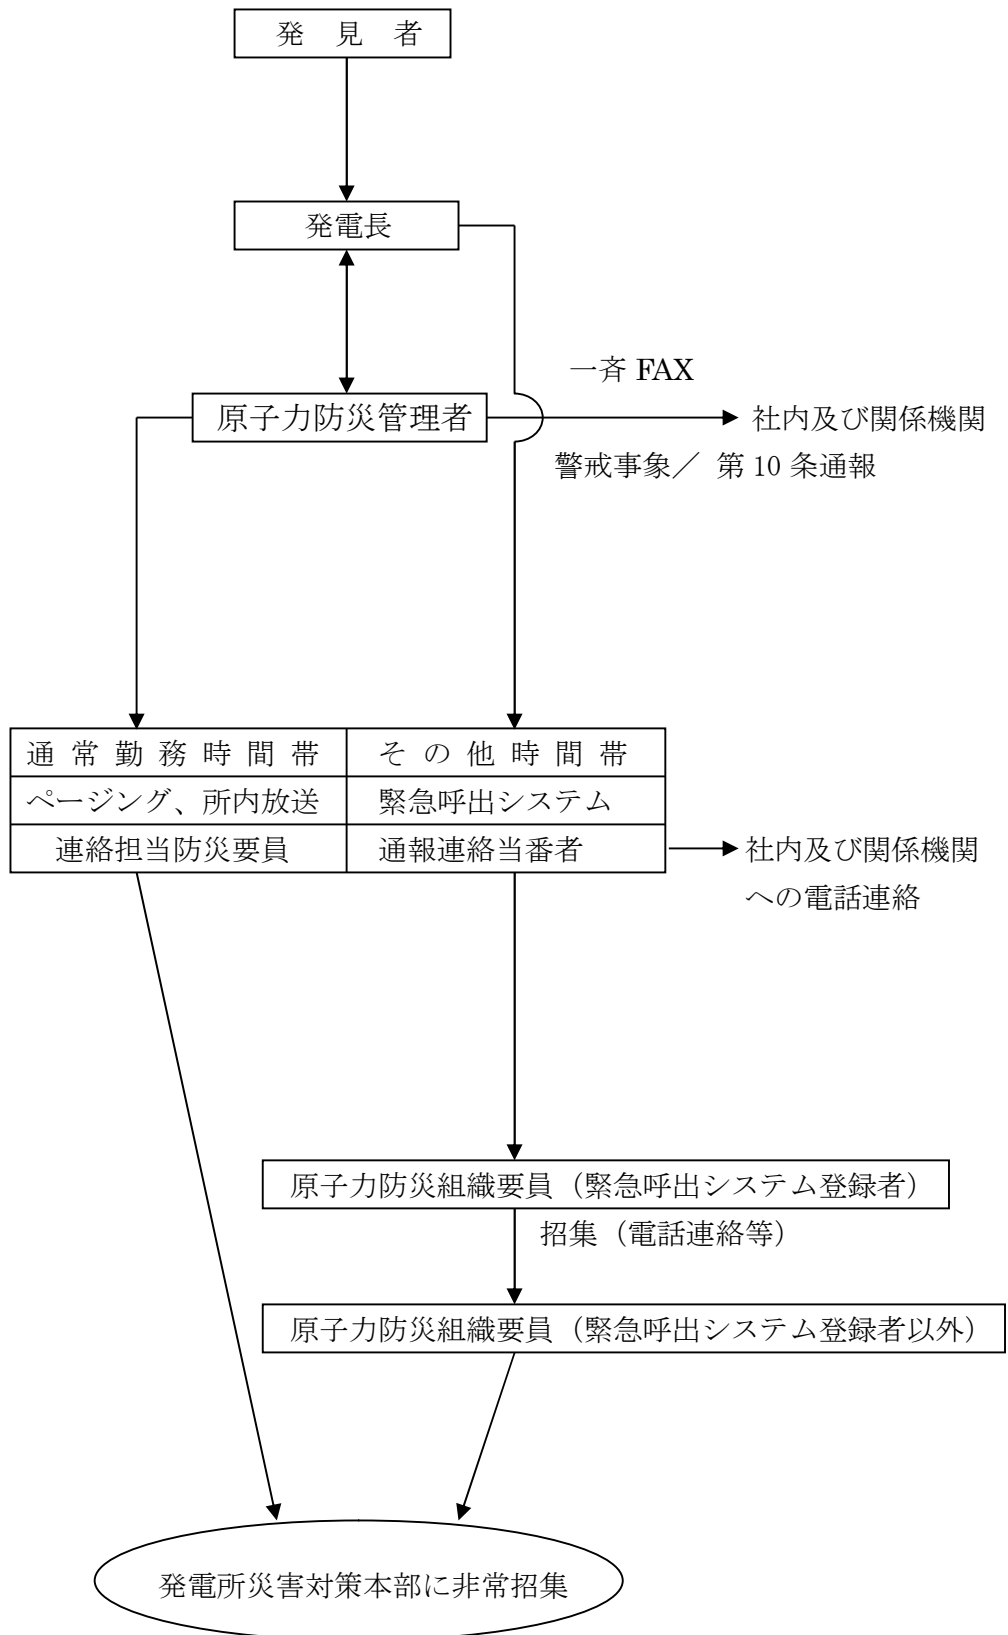 発 見 者
発電長
一斉 FAX
原子力防災管理者
社内及び関係機関
警戒事象／ 第 10 条通報
通 常 勤 務 時 間 帯
そ の 他 時 間 帯
ページング、所内放送
緊急呼出システム
連絡担当防災要員
通報連絡当番者
社内及び関係機関
への電話連絡
原子力防災組織要員（緊急呼出システム登録者）
招集（電話連絡等）
原子力防災組織要員（緊急呼出システム登録者以外）
発電所災害対策本部に非常招集